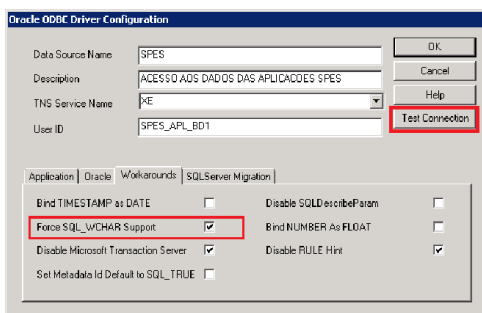 Oracle ODBC Driver Configuration
Data Source Name SPES OK
Description ACESSO AOS DADOS DAS APLICACOES SPES Cancel
TNS Service Name XE Help
User ID SPES_APL_BD1 Test Connection
Application Oracle Workarounds SQLServer Migration
Bind TIMESTAMP as DATE Disable SQLDescribeParam
Force SQL_WCHAR Support Bind NUMBER As FLOAT
Disable Microsoft Transaction Server Disable RULE Hint
Set Metadata Id Default to SQL_TRUE